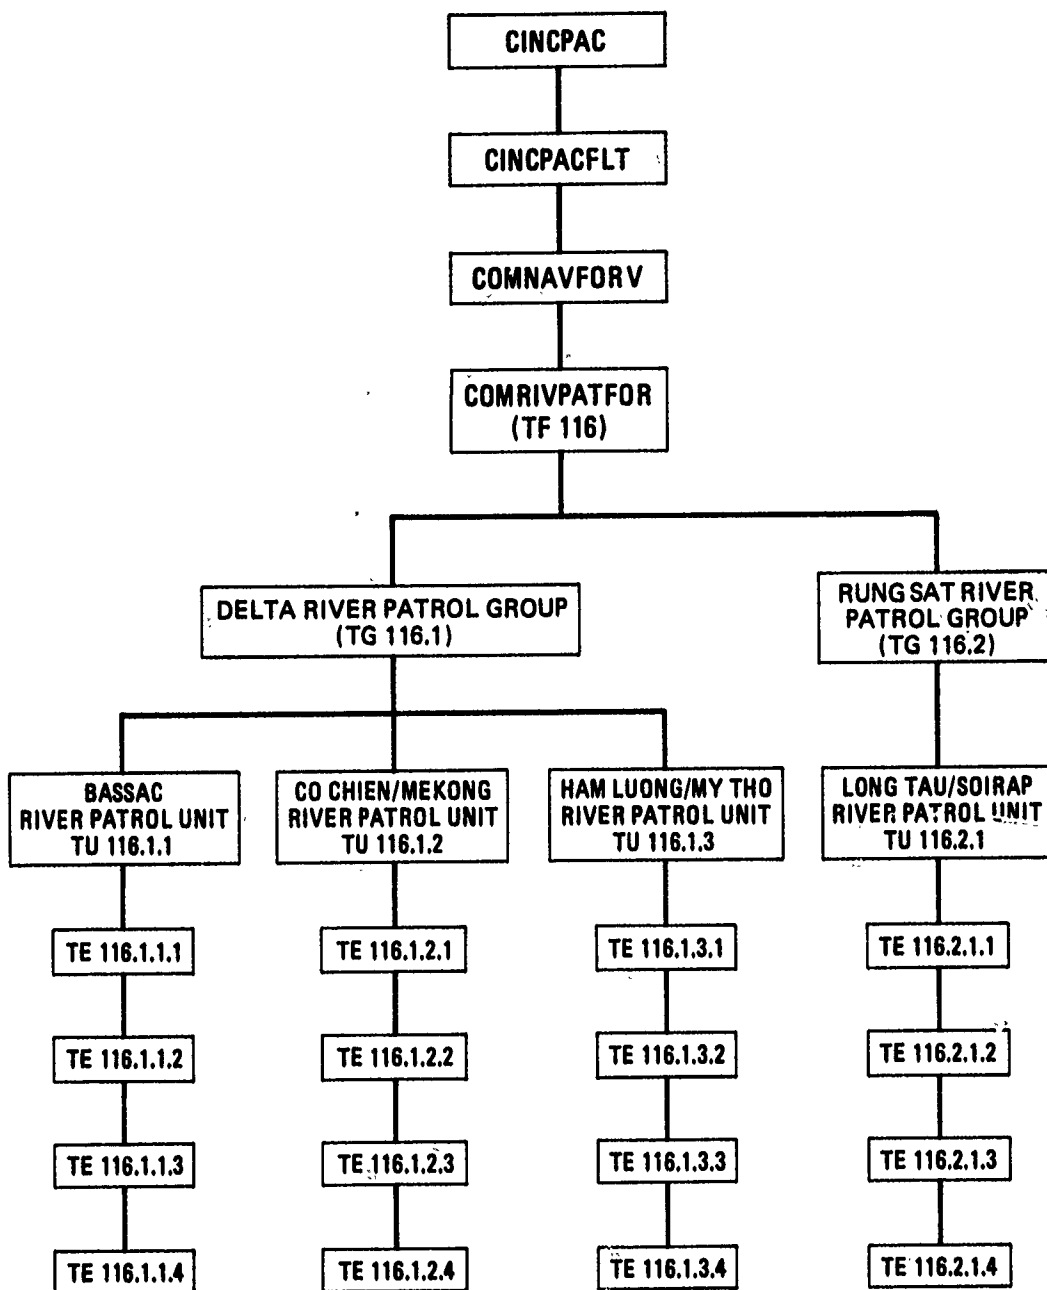 CINCPAC
CINCPACFLT
COMNAVFORV
COMRIVPATFOR
(TF 116)
DELTA RIVER PATROL GROUP
(TG 116.1)
RUNG SAT RIVER
PATROL GROUP
(TG 116.2)
BASSAC
RIVER PATROL UNIT
TU 116.1.1
CO CHIEN/MEKONG
RIVER PATROL UNIT
TU 116.1.2
HAM LUONG/MY THO
RIVER PATROL UNIT
TU 116.1.3
LONG TAU/SOIRAP
RIVER PATROL UNIT
TU 116.2.1
TE 116.1.1.1
TE 116.1.2.1
TE 116.1.3.1
TE 116.2.1.1
TE 116.1.1.2
TE 116.1.2.2
TE 116.1.3.2
TE 116.2.1.2
TE 116.1.1.3
TE 116.1.2.3
TE 116.1.3.3
TE 116.2.1.3
TE 116.1.1.4
TE 116.1.2.4
TE 116.1.3.4
TE 116.2.1.4